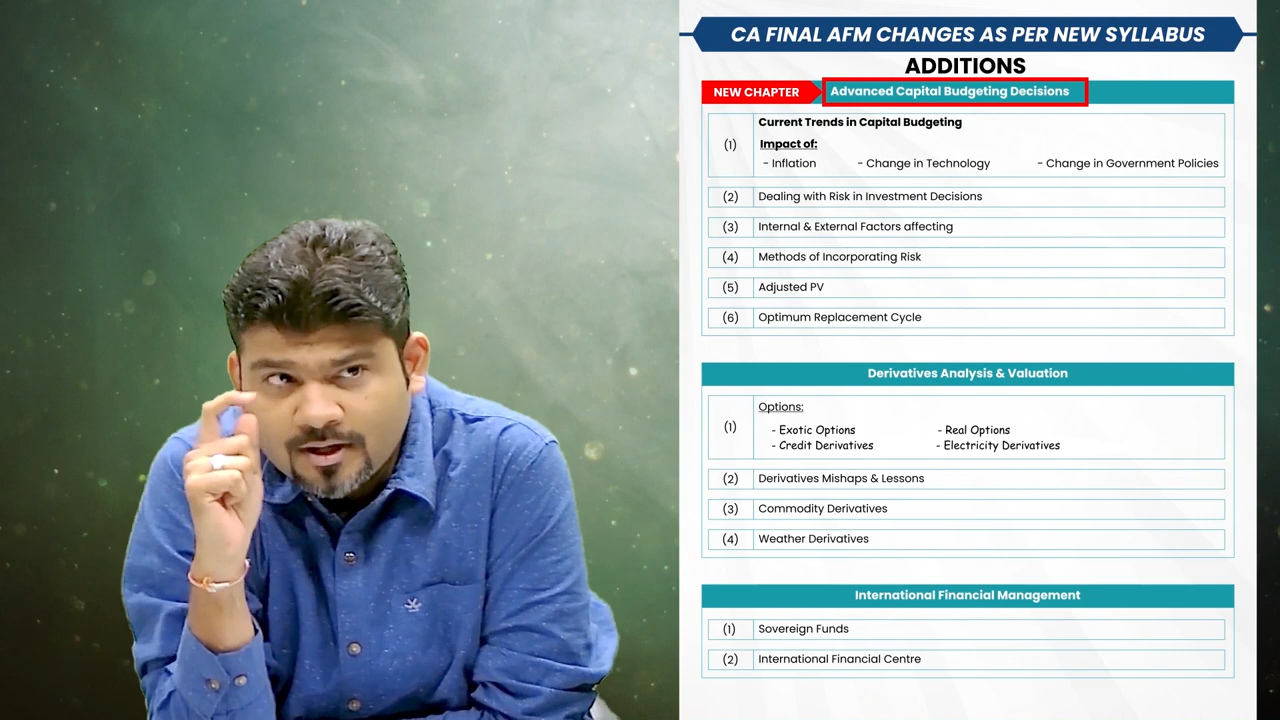 CA FINAL AFM CHANGES AS PER NEW SYLLABUS
ADDITIONS
NEW CHAPTER Advanced Capital Budgeting Decisions
(1) Current Trends in Capital Budgeting
Impact of:
- Inflation - Change in Technology - Change in Government Policies
(2) Dealing with Risk in Investment Decisions
(3) Internal & External Factors affecting
(4) Methods of Incorporating Risk
(5) Adjusted PV
(6) Optimum Replacement Cycle
Derivatives Analysis & Valuation
(1) Options:
- Exotic Options - Real Options
- Credit Derivatives - Electricity Derivatives
(2) Derivatives Mishaps & Lessons
(3) Commodity Derivatives
(4) Weather Derivatives
International Financial Management
(1) Sovereign Funds
(2) International Financial Centre